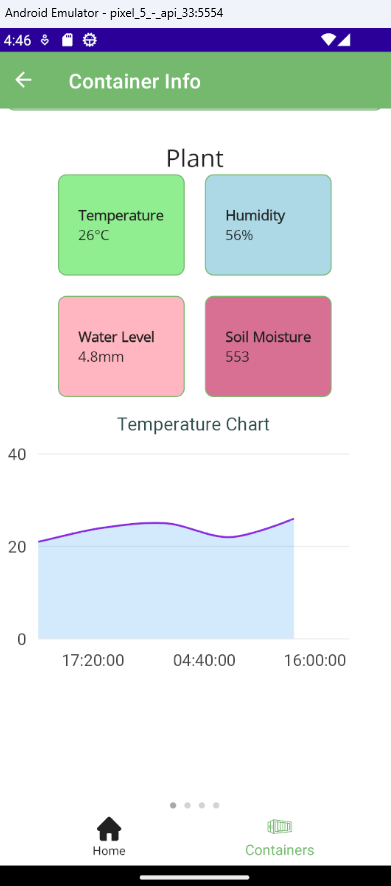 Android Emulator - pixel_5_-_api_33:5554
4:46
Container Info
Plant
Temperature
26°C
Humidity
56%
Water Level
4.8mm
Soil Moisture
553
Temperature Chart
40
20
0
17:20:00 04:40:00 16:00:00
Home
Containers